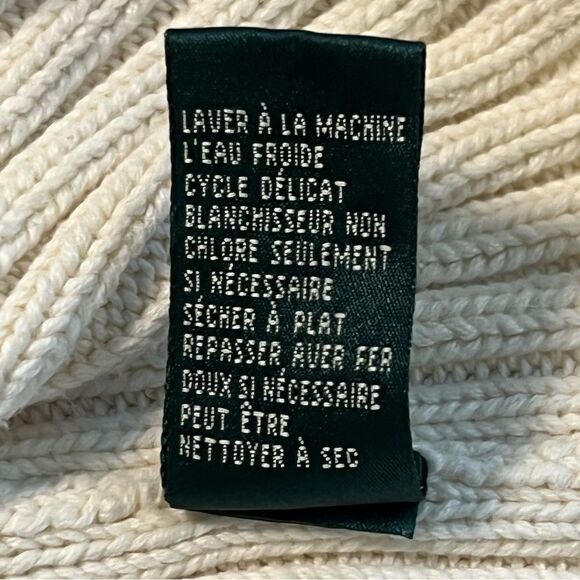 LAVER À LA MACHINE
L'EAU FROIDE
CYCLE DÉLICAT
BLANCHISSEUR NON
CHLORE SEULEMENT
SI NÉCESSAIRE
SÉCHER À PLAT
REPASSER AVER FER
DOUX SI NÉCESSAIRE
PEUT ÊTRE
NETTOYER À SEC